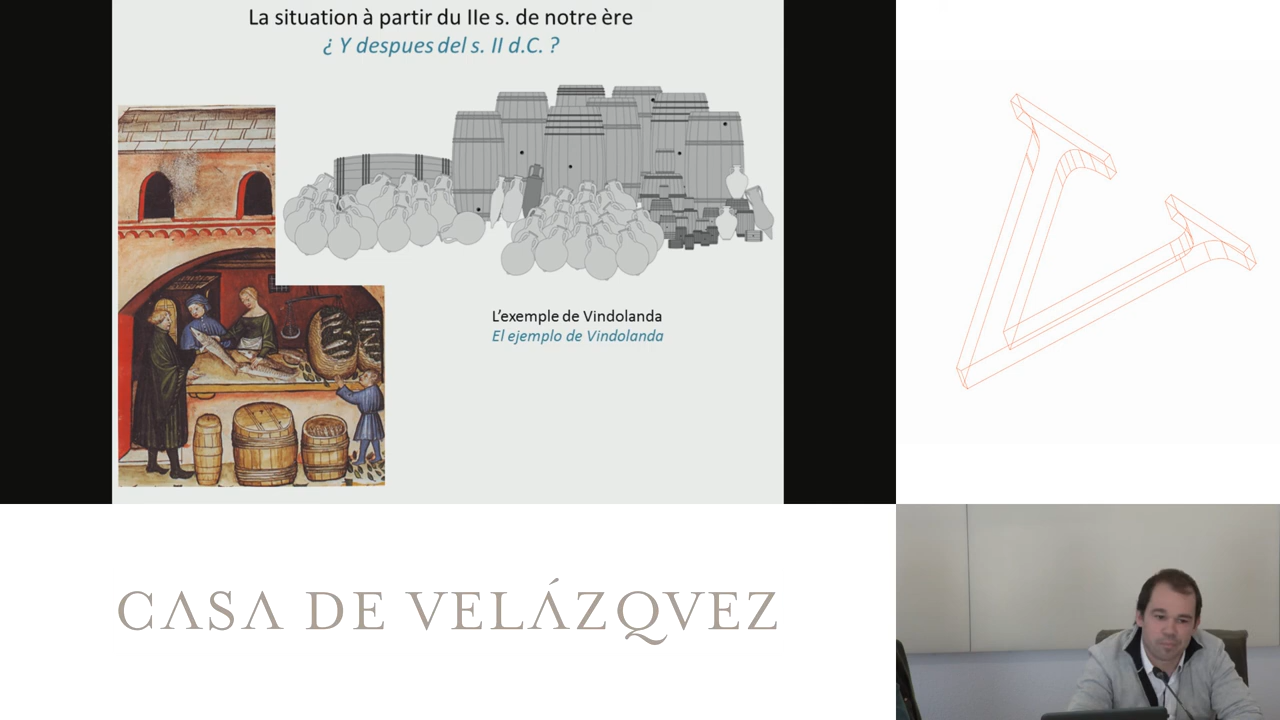 La situation à partir du IIe s. de notre ère
¿ Y despues del s. II d.C. ?
L’exemple de Vindolanda
El ejemplo de Vindolanda
CΛSΛ DE VELÁZQVEZ